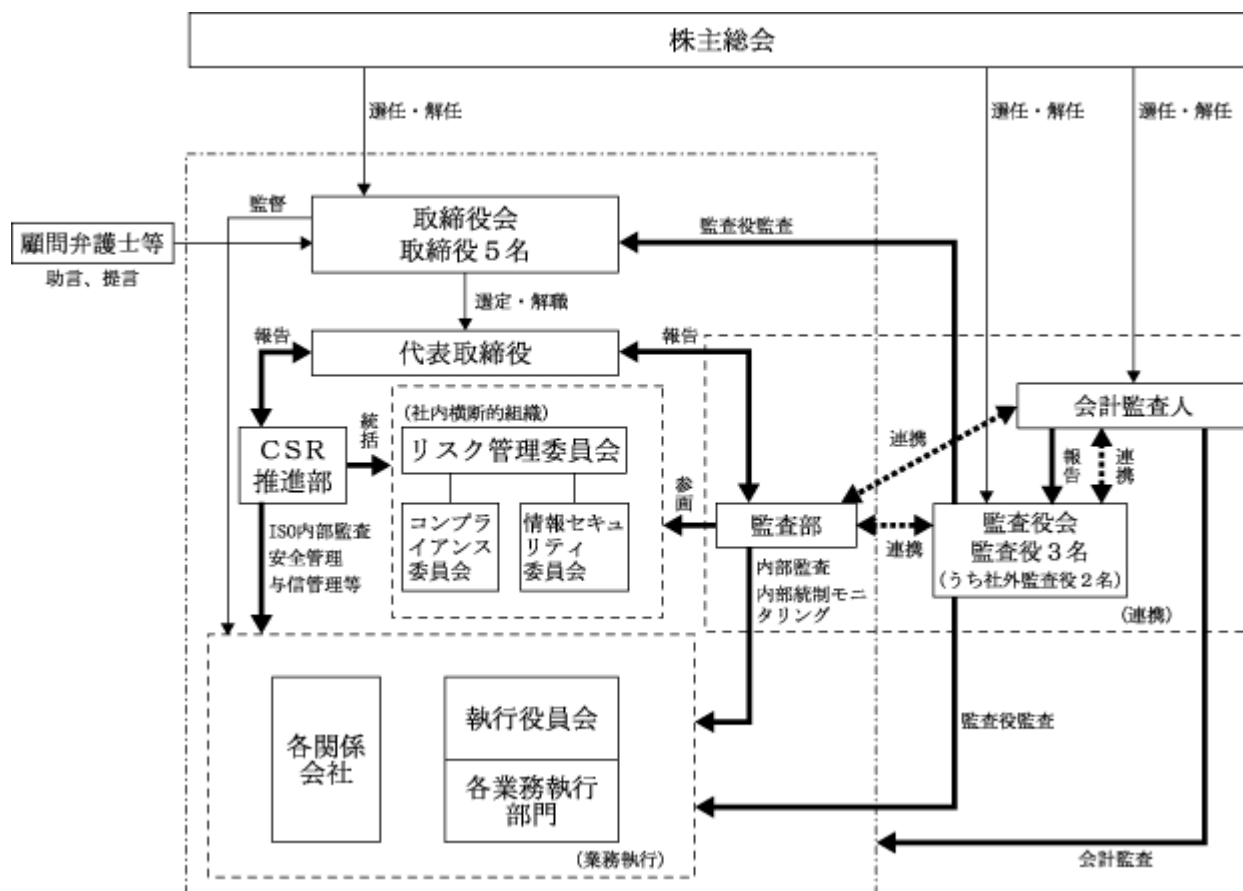 株主総会
選任・解任
選任・解任
選任・解任
監督
取締役会
取締役5名
監査役監査
顧問弁護士等
助言、提言
選定・解職
報告
代表取締役
報告
会計監査人
統括
(社内横断的組織)
リスク管理委員会
連携
CSR
推進部
報告
連携
参画
コンプラ
イアンス
委員会
情報セキュ
リティ
委員会
監査部
連携
監査役会
監査役3名
(うち社外監査役2名)
ISO内部監査
安全管理
与信管理等
内部監査
内部統制モニ
タリング
(連携)
各関係
会社
執行役員会
各業務執行
部門
監査役監査
(業務執行)
会計監査